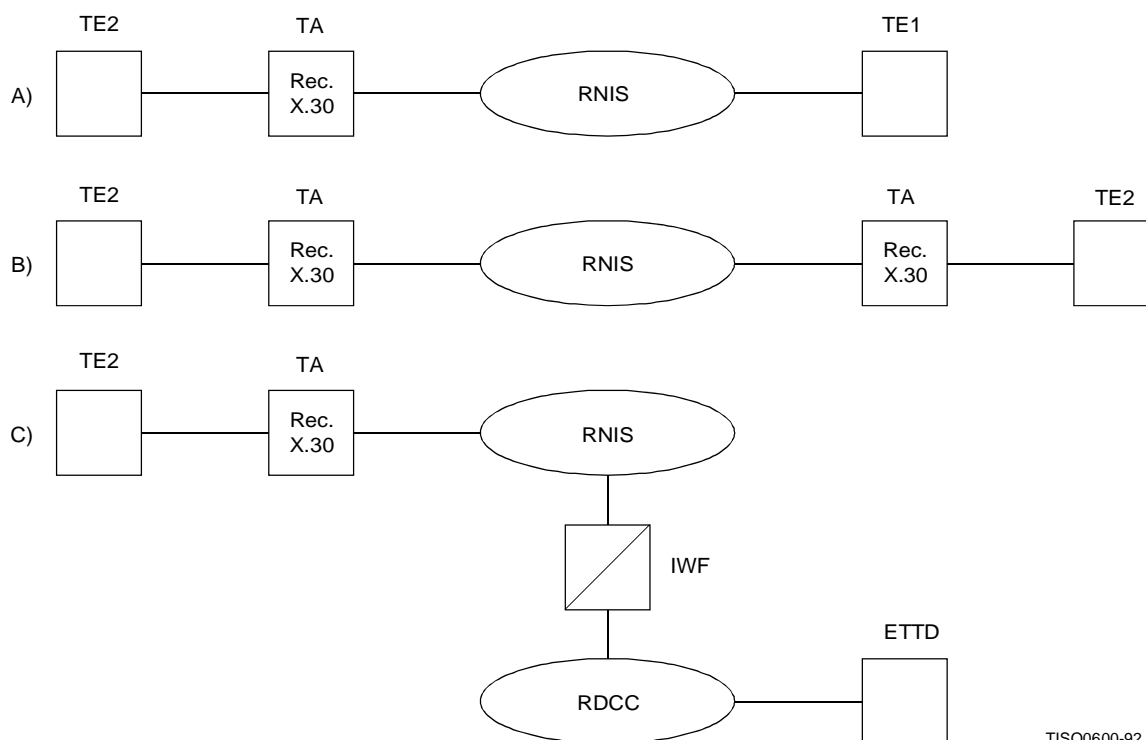 TE2 TA TE1
A) Rec. X.30 RNIS
TE2 TA TA TE2
B) Rec. X.30 RNIS Rec. X.30
TE2 TA
C) Rec. X.30 RNIS
IWF
ETTD
RDCC
TISO0600-92